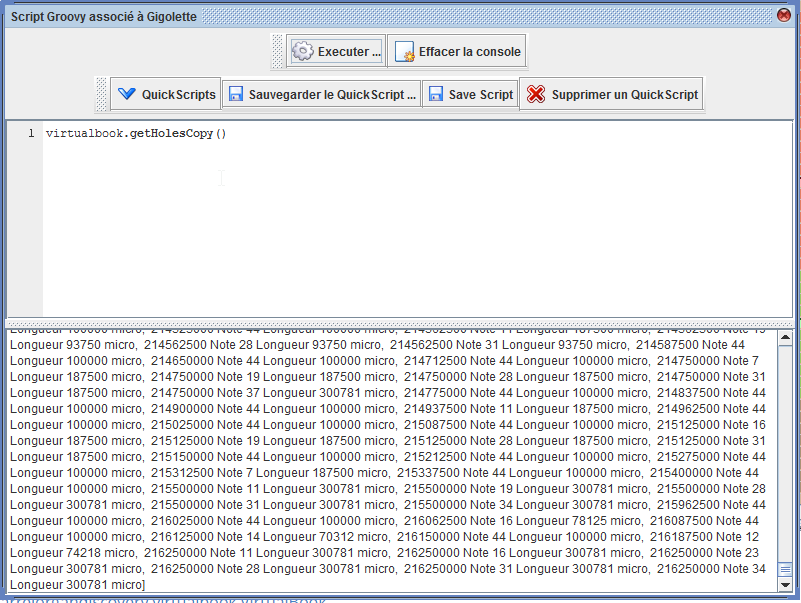 Script Groovy associé à Gigolette
Executer ... Effacer la console
QuickScripts Sauvegarder le QuickScript ... Save Script Supprimer un QuickScript
1 virtualbook.getHolesCopy()
Longueur 93750 micro, 214562500 Note 28 Longueur 93750 micro, 214562500 Note 31 Longueur 93750 micro, 214587500 Note 44
Longueur 100000 micro, 214650000 Note 44 Longueur 100000 micro, 214712500 Note 44 Longueur 100000 micro, 214750000 Note 7
Longueur 187500 micro, 214750000 Note 19 Longueur 187500 micro, 214750000 Note 28 Longueur 187500 micro, 214750000 Note 31
Longueur 187500 micro, 214750000 Note 37 Longueur 300781 micro, 214775000 Note 44 Longueur 100000 micro, 214837500 Note 44
Longueur 100000 micro, 214900000 Note 44 Longueur 100000 micro, 214937500 Note 11 Longueur 187500 micro, 214962500 Note 44
Longueur 100000 micro, 215025000 Note 44 Longueur 100000 micro, 215087500 Note 44 Longueur 100000 micro, 215125000 Note 16
Longueur 187500 micro, 215125000 Note 19 Longueur 187500 micro, 215125000 Note 28 Longueur 187500 micro, 215125000 Note 31
Longueur 187500 micro, 215150000 Note 44 Longueur 100000 micro, 215212500 Note 44 Longueur 100000 micro, 215275000 Note 44
Longueur 100000 micro, 215312500 Note 7 Longueur 187500 micro, 215337500 Note 44 Longueur 100000 micro, 215400000 Note 44
Longueur 100000 micro, 215500000 Note 11 Longueur 300781 micro, 215500000 Note 19 Longueur 300781 micro, 215500000 Note 28
Longueur 300781 micro, 215500000 Note 31 Longueur 300781 micro, 215500000 Note 34 Longueur 300781 micro, 215962500 Note 44
Longueur 100000 micro, 216025000 Note 44 Longueur 100000 micro, 216062500 Note 16 Longueur 78125 micro, 216087500 Note 44
Longueur 100000 micro, 216125000 Note 14 Longueur 70312 micro, 216150000 Note 44 Longueur 100000 micro, 216187500 Note 12
Longueur 74218 micro, 216250000 Note 11 Longueur 300781 micro, 216250000 Note 16 Longueur 300781 micro, 216250000 Note 23
Longueur 300781 micro, 216250000 Note 28 Longueur 300781 micro, 216250000 Note 31 Longueur 300781 micro, 216250000 Note 34
Longueur 300781 micro]